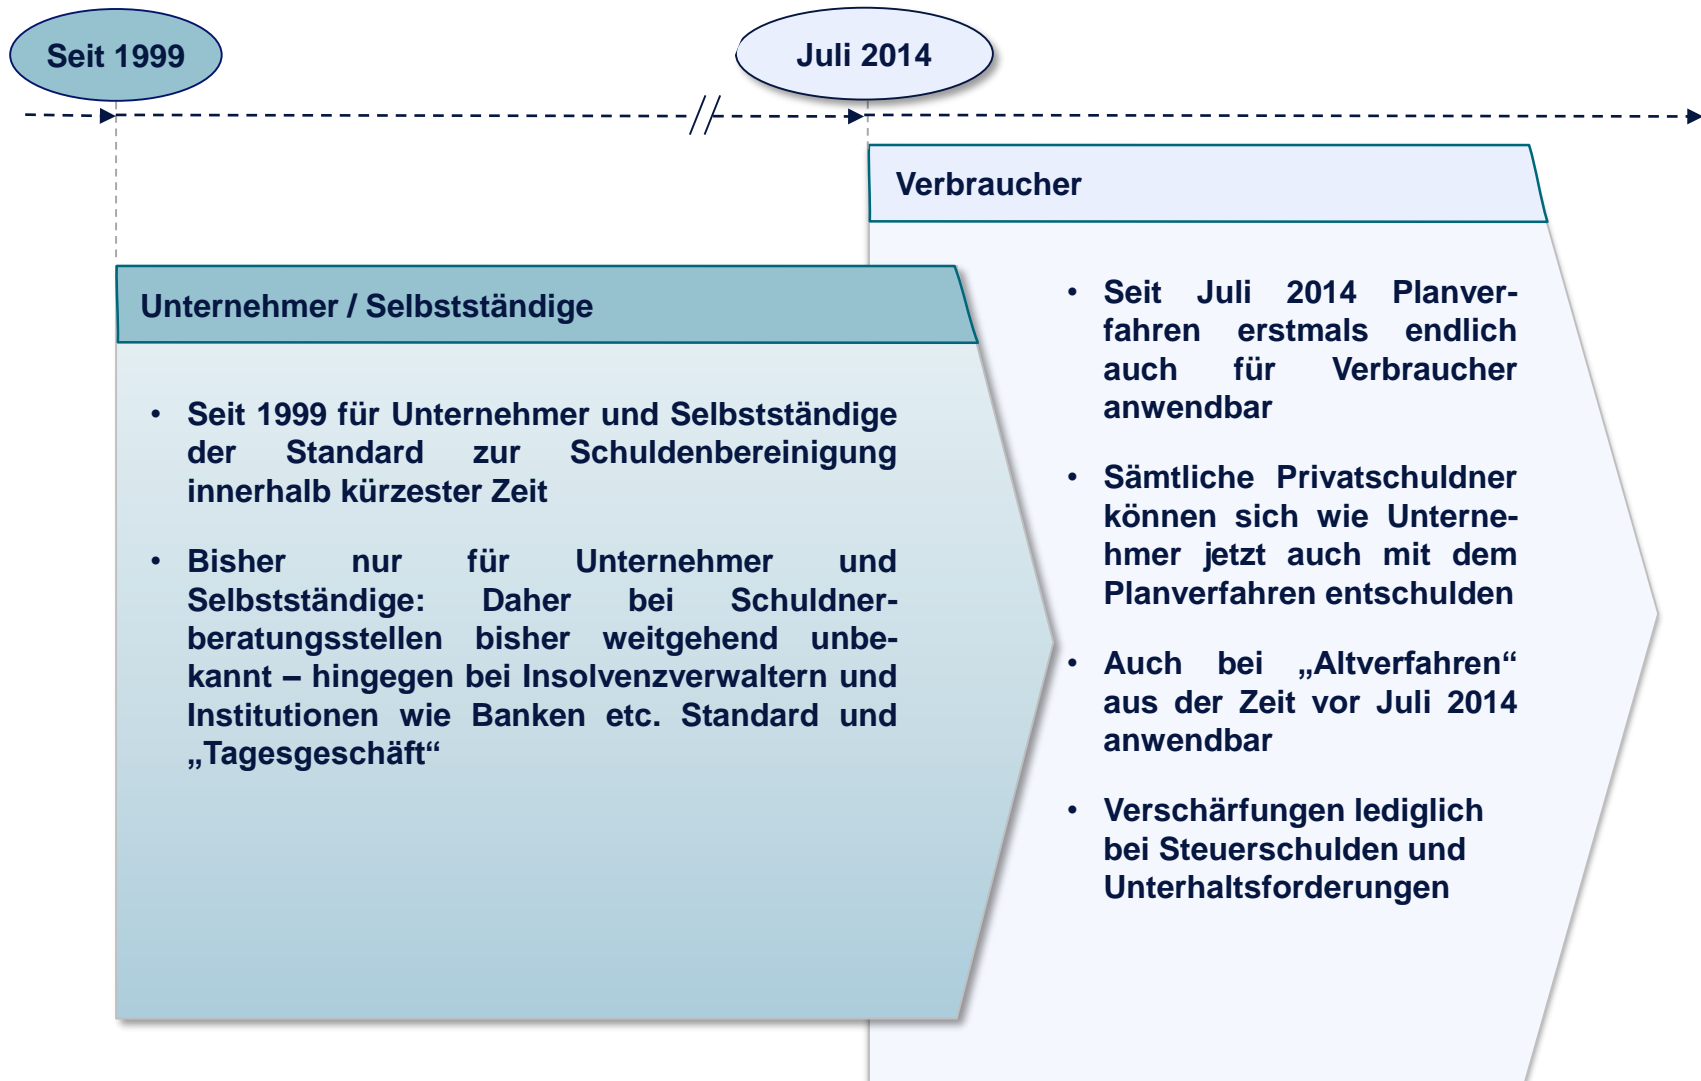 Seit 1999
Juli 2014
Unternehmer / Selbstständige
• Seit 1999 für Unternehmer und Selbstständige
der Standard zur Schuldenbereinigung
innerhalb kürzester Zeit
• Bisher nur für Unternehmer und
Selbstständige: Daher bei Schuldner-
beratungsstellen bisher weitgehend unbe-
kannt – hingegen bei Insolvenzverwaltern und
Institutionen wie Banken etc. Standard und
„Tagesgeschäft“
Verbraucher
• Seit Juli 2014 Planver-
fahren erstmals endlich
auch für Verbraucher
anwendbar
• Sämtliche Privatschuldner
können sich wie Unterne-
hmer jetzt auch mit dem
Planverfahren entschulden
• Auch bei „Altverfahren“
aus der Zeit vor Juli 2014
anwendbar
• Verschärfungen lediglich
bei Steuerschulden und
Unterhaltsforderungen